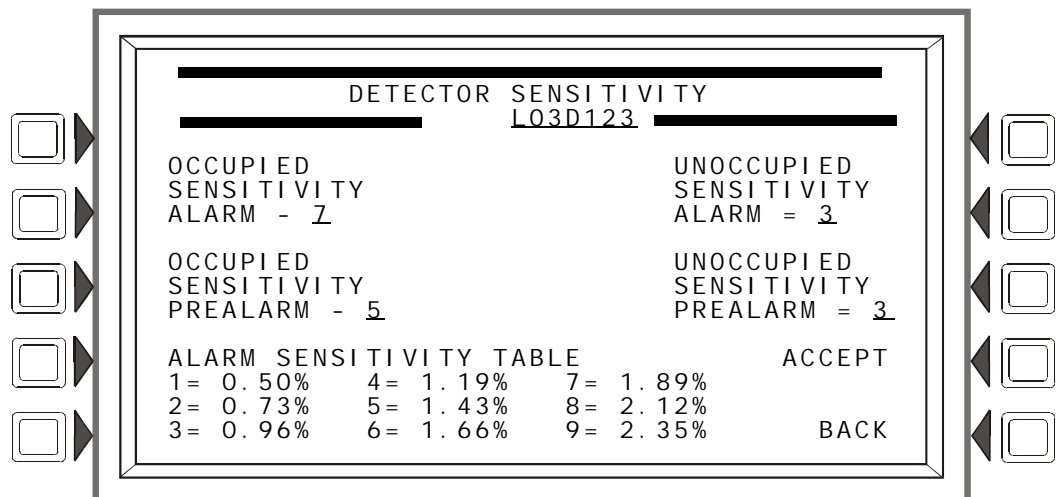 DETECTOR SENSITIVITY
L03D123
OCCUPIED
SENSITIVITY
ALARM - 7
UNOCCUPIED
SENSITIVITY
ALARM = 3
OCCUPIED
SENSITIVITY
PREALARM - 5
UNOCCUPIED
SENSITIVITY
PREALARM = 3
ALARM SENSITIVITY TABLE
1= 0.50% 4= 1.19% 7= 1.89%
2= 0.73% 5= 1.43% 8= 2.12%
3= 0.96% 6= 1.66% 9= 2.35%
ACCEPT
BACK